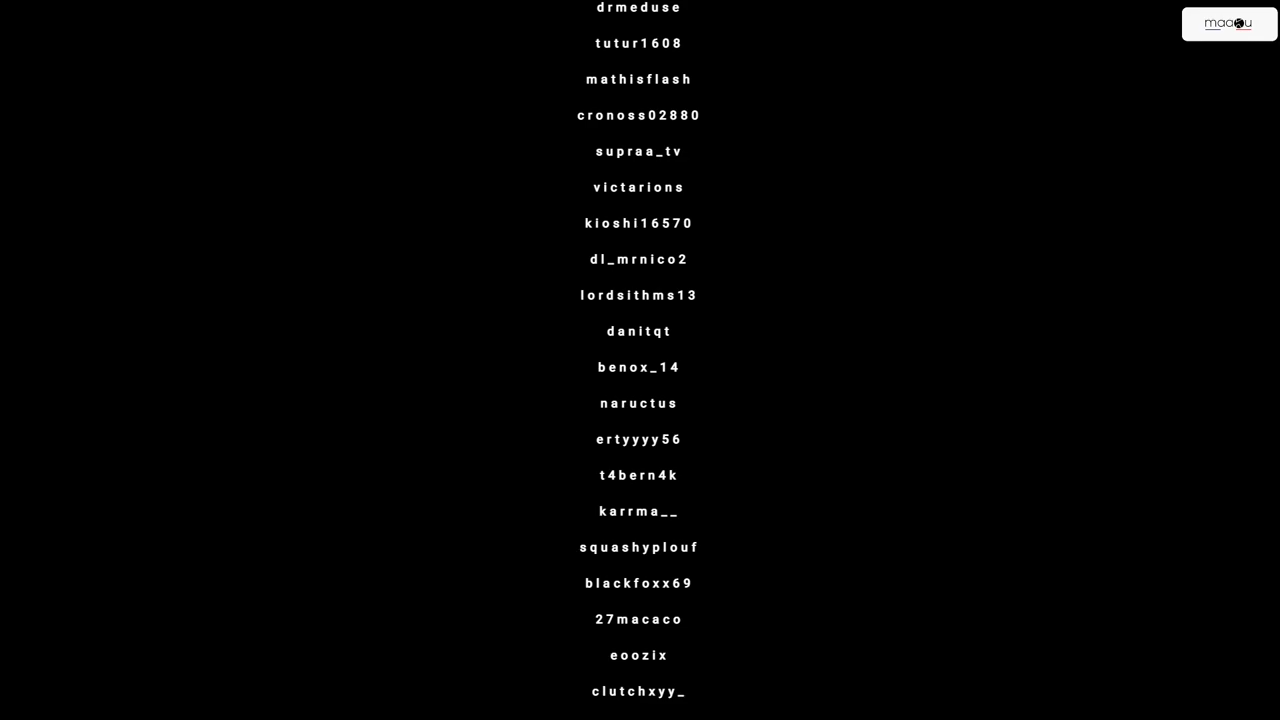 drmeduse
maaku
tutur1608
mathisflash
cronoss02880
supraa_tv
victarions
kioshi16570
dl_mrnico2
lordsithms13
danitqt
benox_14
naructus
ertyyyy56
t4bern4k
karrma__
squashyplouf
blackfoxx69
27macaco
eoozix
clutchxyy_